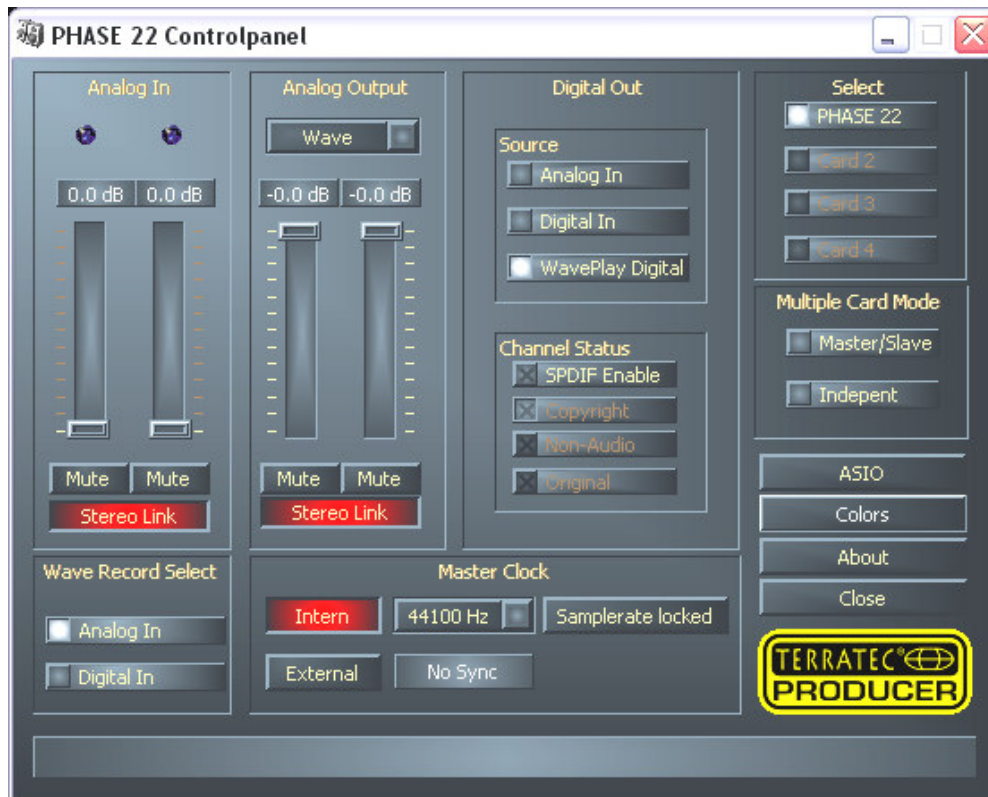 PHASE 22 Controlpanel
Analog In
0.0 dB 0.0 dB
Mute Mute
Stereo Link
Analog Output
Wave
-0.0 dB -0.0 dB
Mute Mute
Stereo Link
Digital Out
Source
Analog In
Digital In
WavePlay Digital
Channel Status
SPDIF Enable
Copyright
Non-Audio
Original
Select
PHASE 22
Card 2
Card 3
Card 4
Multiple Card Mode
Master/Slave
Indepent
ASIO
Colors
About
Close
Wave Record Select
Analog In
Digital In
Master Clock
Intern 44100 Hz Samplerate locked
External No Sync
TERRATEC®
PRODUCER